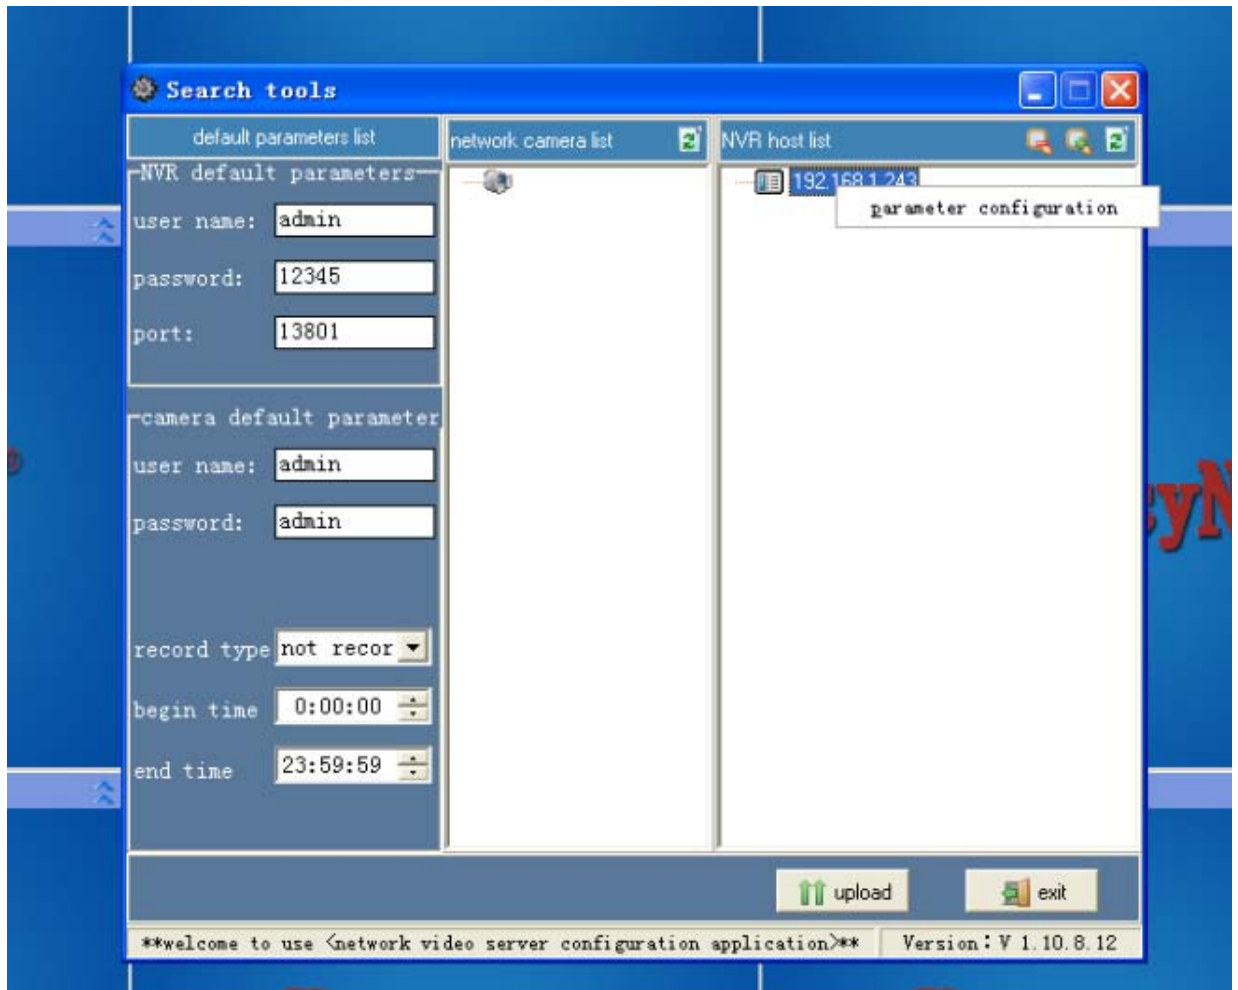 Search tools
default parameters list
network camera list
NVR host list
NVR default parameters
192.168.1.243
parameter configuration
user name: admin
password: 12345
port: 13801
camera default parameter
user name: admin
password: admin
record type not recor
begin time 0:00:00
end time 23:59:59
upload
exit
**welcome to use <network video server configuration application>**
Version: V 1.10.8.12